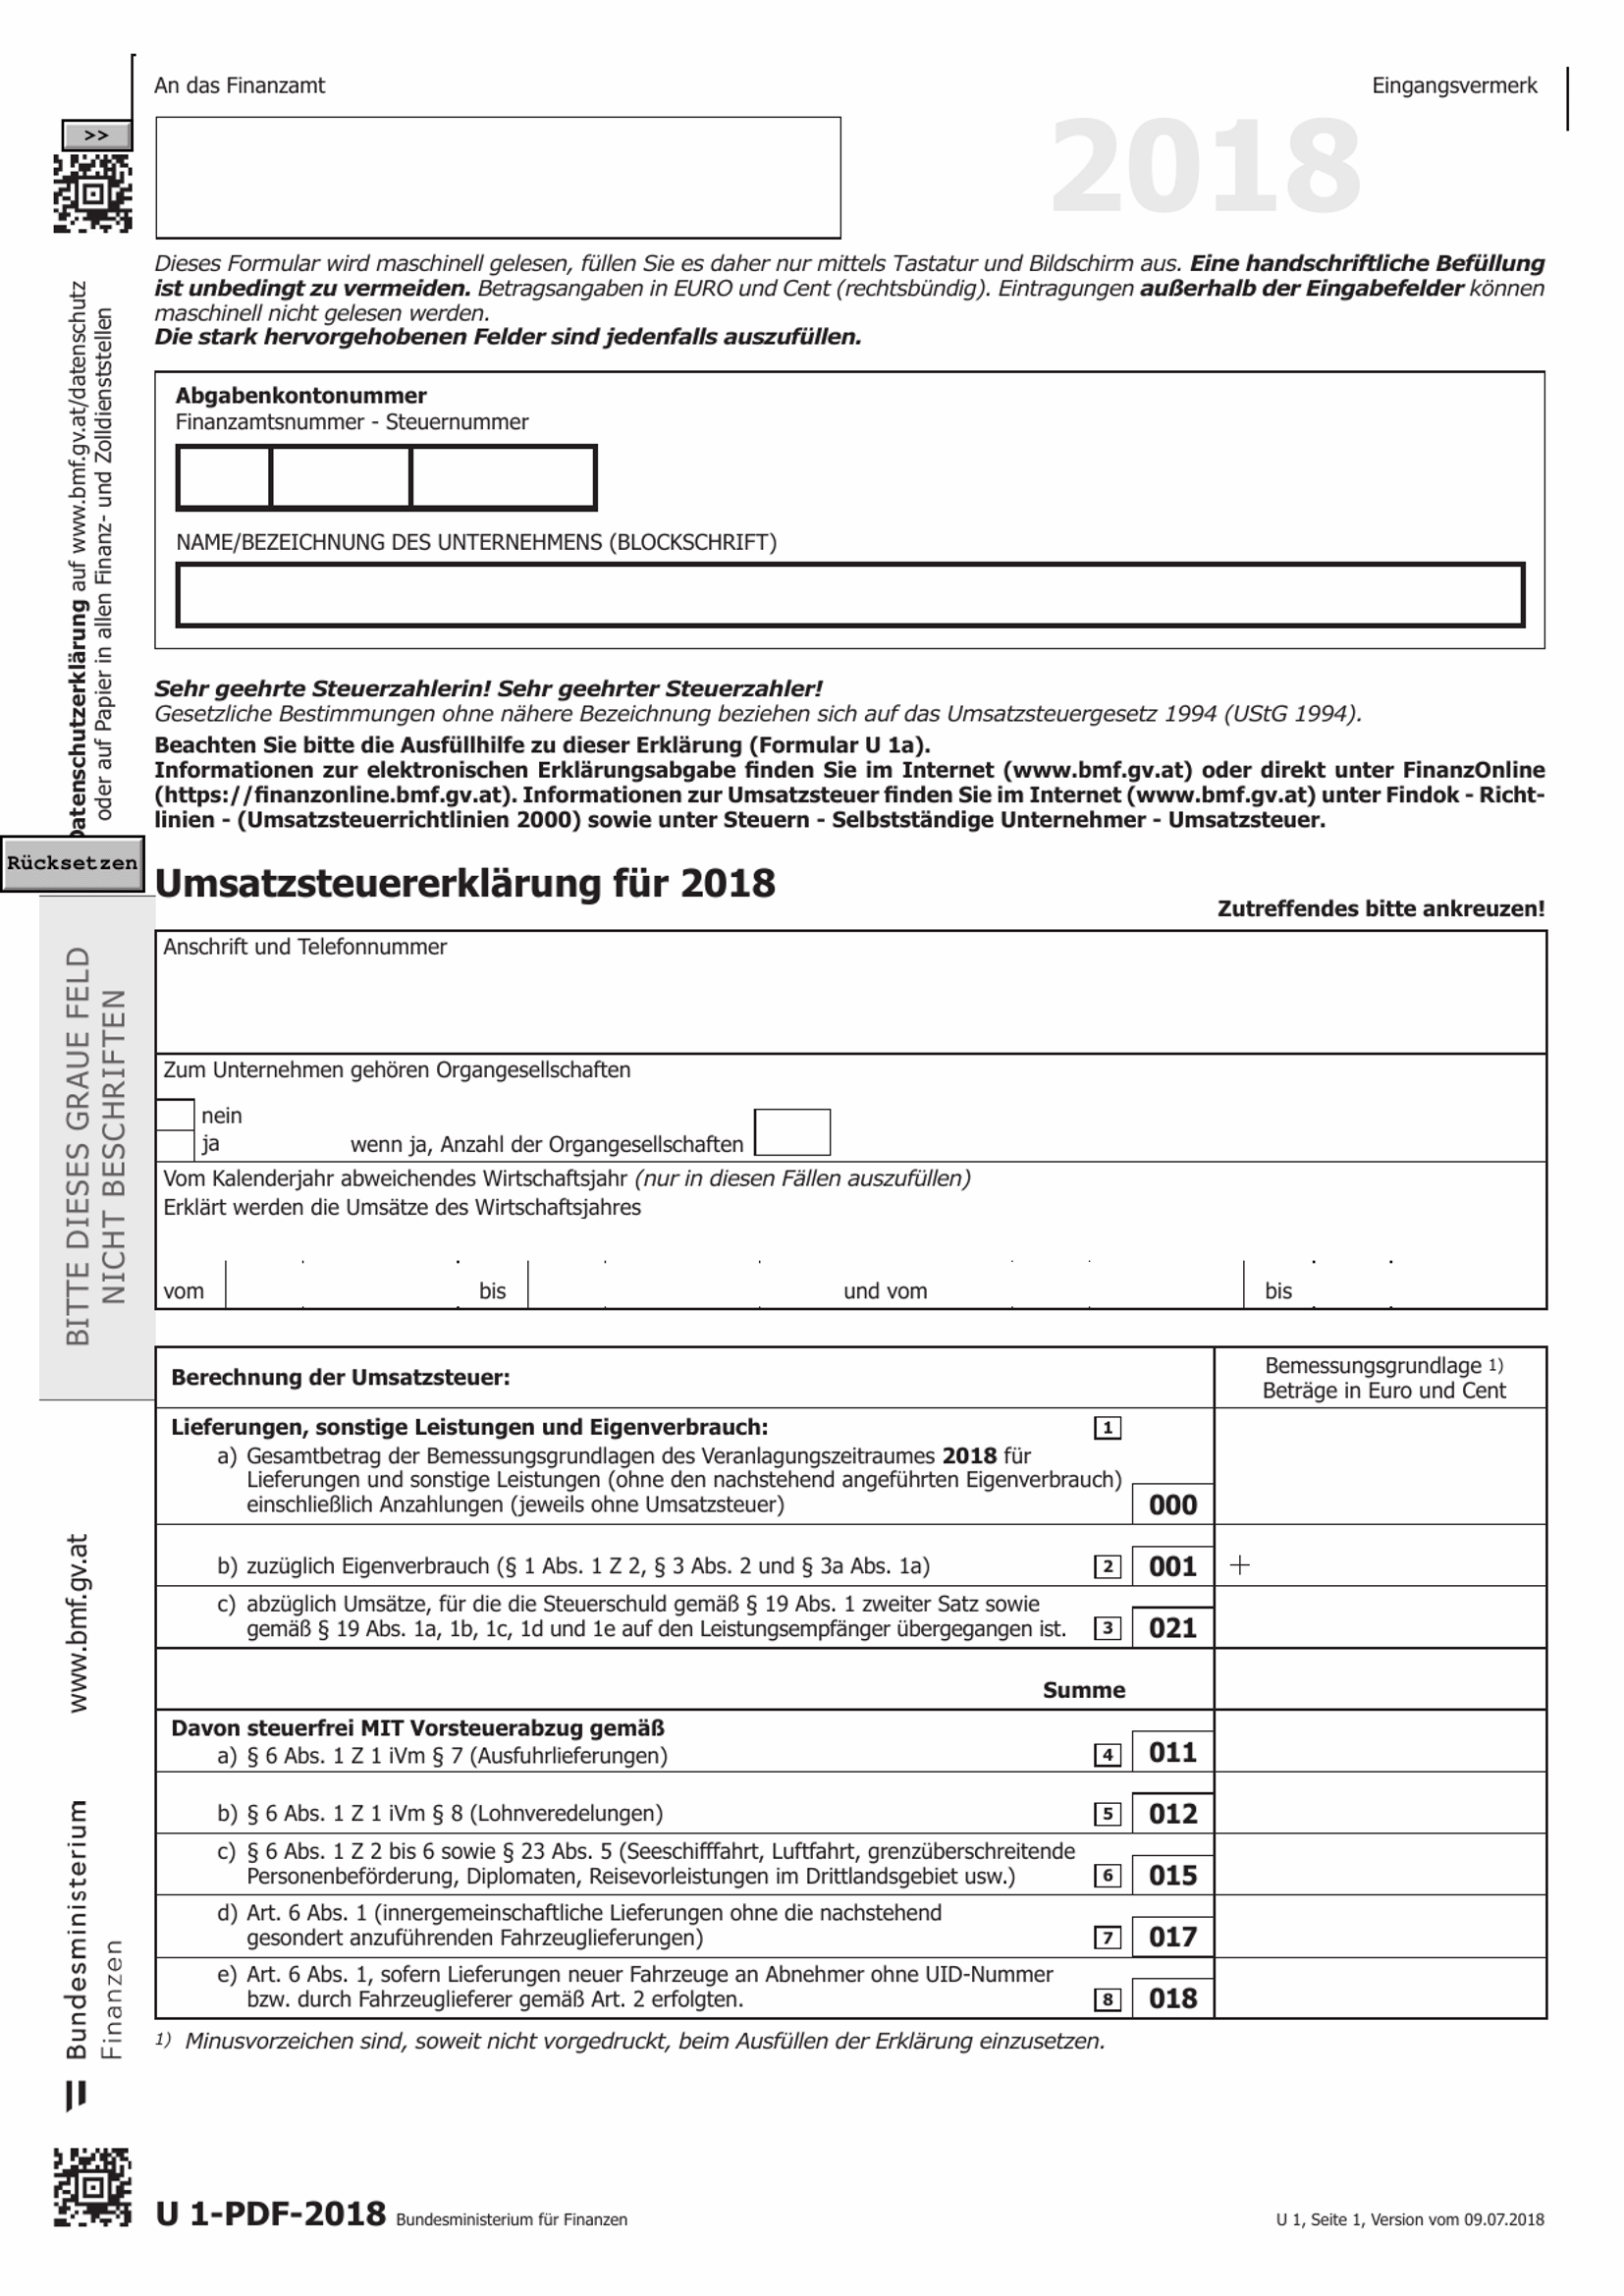 An das Finanzamt
Eingangsvermerk
>>
2018
Dieses Formular wird maschinell gelesen, füllen Sie es daher nur mittels Tastatur und Bildschirm aus. Eine handschriftliche Befüllung
ist unbedingt zu vermeiden. Betragsangaben in EURO und Cent (rechtsbündig). Eintragungen außerhalb der Eingabefelder können
maschinell nicht gelesen werden.
Die stark hervorgehobenen Felder sind jedenfalls auszufüllen.
Datenschutzerklärung auf www.bmf.gv.at/datenschutz
oder auf Papier in allen Finanz- und Zolldienststellen
Abgabenkontonummer
Finanzamtsnummer - Steuernummer
NAME/BEZEICHNUNG DES UNTERNEHMENS (BLOCKSCHRIFT)
Sehr geehrte Steuerzahlerin! Sehr geehrter Steuerzahler!
Gesetzliche Bestimmungen ohne nähere Bezeichnung beziehen sich auf das Umsatzsteuergesetz 1994 (UStG 1994).
Beachten Sie bitte die Ausfüllhilfe zu dieser Erklärung (Formular U 1a).
Informationen zur elektronischen Erklärungsabgabe finden Sie im Internet (www.bmf.gv.at) oder direkt unter FinanzOnline
(https://finanzonline.bmf.gv.at). Informationen zur Umsatzsteuer finden Sie im Internet (www.bmf.gv.at) unter Findok - Richt-
linien - (Umsatzsteuerrichtlinien 2000) sowie unter Steuern - Selbstständige Unternehmer - Umsatzsteuer.
Rücksetzen
Umsatzsteuererklärung für 2018
Zutreffendes bitte ankreuzen!
BITTE DIESES GRAUE FELD
NICHT BESCHRIFTEN
Anschrift und Telefonnummer
Zum Unternehmen gehören Organgesellschaften
nein
ja wenn ja, Anzahl der Organgesellschaften
Vom Kalenderjahr abweichendes Wirtschaftsjahr (nur in diesen Fällen auszufüllen)
Erklärt werden die Umsätze des Wirtschaftsjahres
vom bis und vom bis
Berechnung der Umsatzsteuer:
Bemessungsgrundlage 1)
Beträge in Euro und Cent
Lieferungen, sonstige Leistungen und Eigenverbrauch: 1
a) Gesamtbetrag der Bemessungsgrundlagen des Veranlagungszeitraumes 2018 für
Lieferungen und sonstige Leistungen (ohne den nachstehend angeführten Eigenverbrauch)
einschließlich Anzahlungen (jeweils ohne Umsatzsteuer) 000
b) zuzüglich Eigenverbrauch (§ 1 Abs. 1 Z 2, § 3 Abs. 2 und § 3a Abs. 1a) 2 001 +
c) abzüglich Umsätze, für die die Steuerschuld gemäß § 19 Abs. 1 zweiter Satz sowie
gemäß § 19 Abs. 1a, 1b, 1c, 1d und 1e auf den Leistungsempfänger übergegangen ist. 3 021
Summe
Davon steuerfrei MIT Vorsteuerabzug gemäß
a) § 6 Abs. 1 Z 1 iVm § 7 (Ausfuhrlieferungen) 4 011
b) § 6 Abs. 1 Z 1 iVm § 8 (Lohnveredelungen) 5 012
c) § 6 Abs. 1 Z 2 bis 6 sowie § 23 Abs. 5 (Seeschifffahrt, Luftfahrt, grenzüberschreitende
Personenbeförderung, Diplomaten, Reisevorleistungen im Drittlandsgebiet usw.) 6 015
d) Art. 6 Abs. 1 (innergemeinschaftliche Lieferungen ohne die nachstehend
gesondert anzuführenden Fahrzeuglieferungen) 7 017
e) Art. 6 Abs. 1, sofern Lieferungen neuer Fahrzeuge an Abnehmer ohne UID-Nummer
bzw. durch Fahrzeuglieferer gemäß Art. 2 erfolgten. 8 018
1) Minusvorzeichen sind, soweit nicht vorgedruckt, beim Ausfüllen der Erklärung einzusetzen.
www.bmf.gv.at
Bundesministerium
Finanzen
U 1-PDF-2018 Bundesministerium für Finanzen
U 1, Seite 1, Version vom 09.07.2018